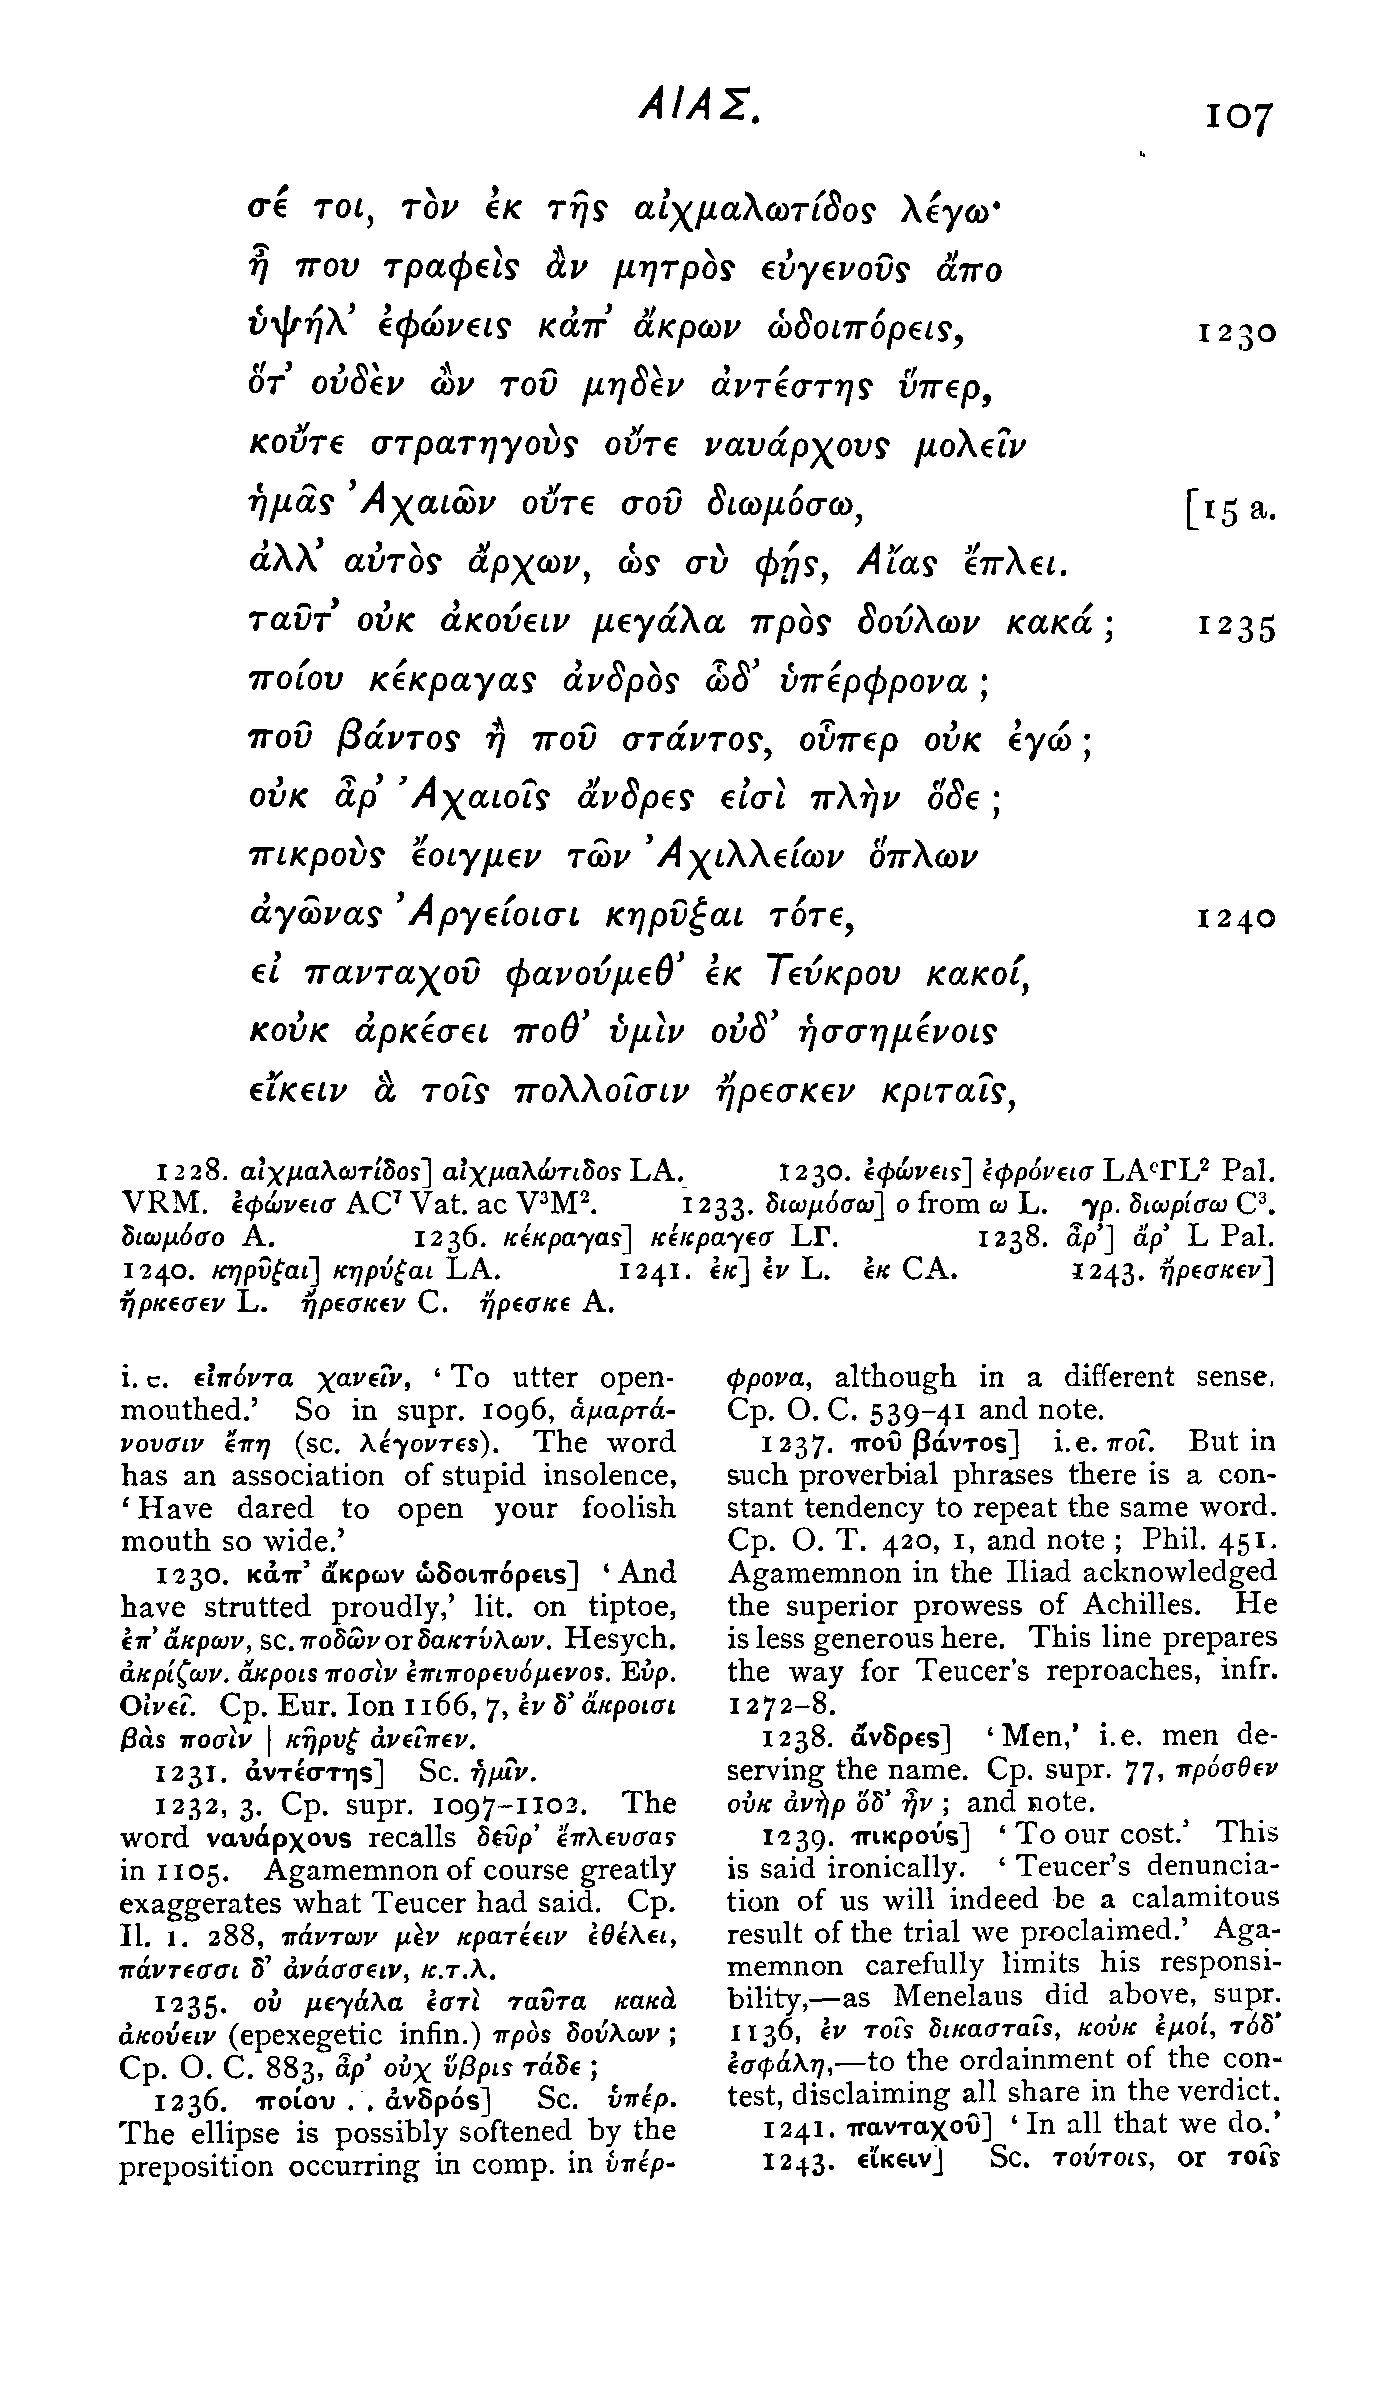 ΑΙΑΣ.
107
σέ τοι, τὸν ἐκ τῆς αἰχμαλωτίδος λέγω·
ἦ που τραφεὶς ἂν μητρὸς εὐγενοῦς ἄπο
ὑψήλ' ἐφώνεις κἀπ' ἄκρων ὡδοιπόρεις, 1230
ὅτ' οὐδὲν ὢν τοῦ μηδὲν ἀντέστης ὕπερ,
κοὔτε στρατηγοὺς οὔτε ναυάρχους μολεῖν
ἡμᾶς Ἀχαιῶν οὔτε σοῦ διωμόσω, [15 a.
ἀλλ' αὐτὸς ἄρχων, ὡς σὺ φῄς, Αἴας ἔπλει.
ταῦτ' οὐκ ἀκούειν μεγάλα πρὸς δούλων κακά ; 1235
ποίου κέκραγας ἀνδρὸς ὧδ' ὑπέρφρονα ;
ποῦ βάντος ἢ ποῦ στάντος, οὗπερ οὐκ ἐγώ ;
οὐκ ἆρ' Ἀχαιοῖς ἄνδρες εἰσὶ πλὴν ὅδε ;
πικροὺς ἔοιγμεν τῶν Ἀχιλλείων ὅπλων
ἀγῶνας Ἀργείοισι κηρῦξαι τότε, 1240
εἰ πανταχοῦ φανούμεθ' ἐκ Τεύκρου κακοί,
κοὐκ ἀρκέσει ποθ' ὑμὶν οὐδ' ἡσσημένοις
εἴκειν ἃ τοῖς πολλοῖσιν ἤρεσκεν κριταῖς,
1228. αἰχμαλωτίδος] αἰχμαλώτιδος LA. 1230. ἐφώνεις] ἐφρόνεισ LAᶜΓL² Pal.
VRM. ἐφώνεισ AC⁷ Vat. ac V³M². 1233. διωμόσω] ο from ω L. γρ. διωρίσω C³.
διωμόσο A. 1236. κέκραγας] κέκραγεσ LΓ. 1238. ἆρ'] ἄρ' L Pal.
1240. κηρῦξαι] κηρύξαι LA. 1241. ἐκ] ἐν L. ἐκ CA. 1243. ἤρεσκεν]
ἤρκεσεν L. ἤρεσκεν C. ἤρεσκε A.
i. e. εἰπόντα χανεῖν, ‘To utter open-
mouthed.’ So in supr. 1096, ἁμαρτά-
νουσιν ἔπη (sc. λέγοντες). The word
has an association of stupid insolence,
‘Have dared to open your foolish
mouth so wide.’
1230. κἀπ' ἄκρων ὡδοιπόρεις] ‘And
have strutted proudly,’ lit. on tiptoe,
ἐπ' ἄκρων, sc. ποδῶν or δακτύλων. Hesych.
ἀκρίζων. ἄκροις ποσὶν ἐπιπορευόμενος. Εὐρ.
Οἰνεῖ. Cp. Eur. Ion 1166, 7, ἐν δ' ἄκροισι
βὰς ποσὶν | κῆρυξ ἀνεῖπεν.
1231. ἀντέστης] Sc. ἡμῖν.
1232, 3. Cp. supr. 1097–1102. The
word ναυάρχους recalls δεῦρ' ἔπλευσας
in 1105. Agamemnon of course greatly
exaggerates what Teucer had said. Cp.
Il. 1. 288, πάντων μὲν κρατέειν ἐθέλει,
πάντεσσι δ' ἀνάσσειν, κ.τ.λ.
1235. οὐ μεγάλα ἐστὶ ταῦτα κακὰ
ἀκούειν (epexegetic infin.) πρὸς δούλων ;
Cp. O. C. 883, ἆρ' οὐχ ὕβρις τάδε ;
1236. ποίου . . ἀνδρός] Sc. ὑπέρ.
The ellipse is possibly softened by the
preposition occurring in comp. in ὑπέρ-
φρονα, although in a different sense.
Cp. O. C. 539–41 and note.
1237. ποῦ βάντος] i. e. ποῖ. But in
such proverbial phrases there is a con-
stant tendency to repeat the same word.
Cp. O. T. 420, 1, and note ; Phil. 451.
Agamemnon in the Iliad acknowledged
the superior prowess of Achilles. He
is less generous here. This line prepares
the way for Teucer's reproaches, infr.
1272–8.
1238. ἄνδρες] ‘Men,’ i. e. men de-
serving the name. Cp. supr. 77, πρόσθεν
οὐκ ἀνὴρ ὅδ' ἦν ; and note.
1239. πικρούς] ‘To our cost.’ This
is said ironically. ‘Teucer's denuncia-
tion of us will indeed be a calamitous
result of the trial we proclaimed.’ Aga-
memnon carefully limits his responsi-
bility,—as Menelaus did above, supr.
1136, ἐν τοῖς δικασταῖς, κοὐκ ἐμοί, τόδ'
ἐσφάλη,—to the ordainment of the con-
test, disclaiming all share in the verdict.
1241. πανταχοῦ] ‘In all that we do.’
1243. εἴκειν] Sc. τούτοις, or τοῖς